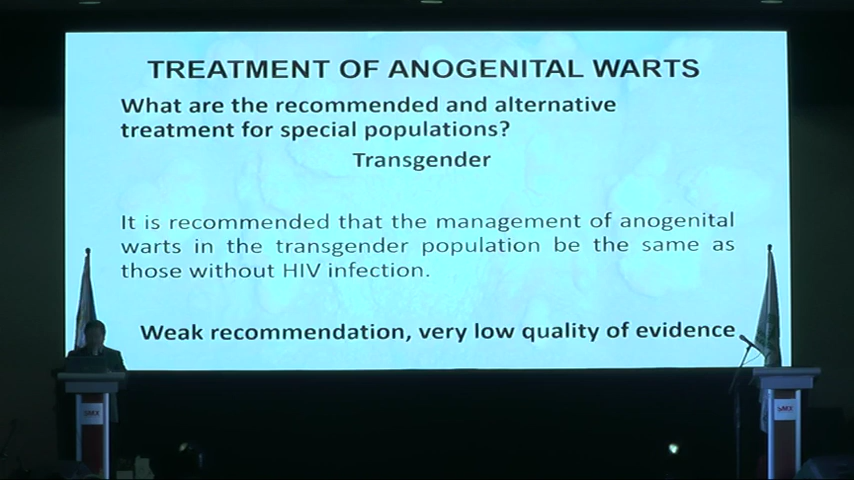 TREATMENT OF ANOGENITAL WARTS
What are the recommended and alternative
treatment for special populations?
Transgender
It is recommended that the management of anogenital
warts in the transgender population be the same as
those without HIV infection.
Weak recommendation, very low quality of evidence
SMX
SMX